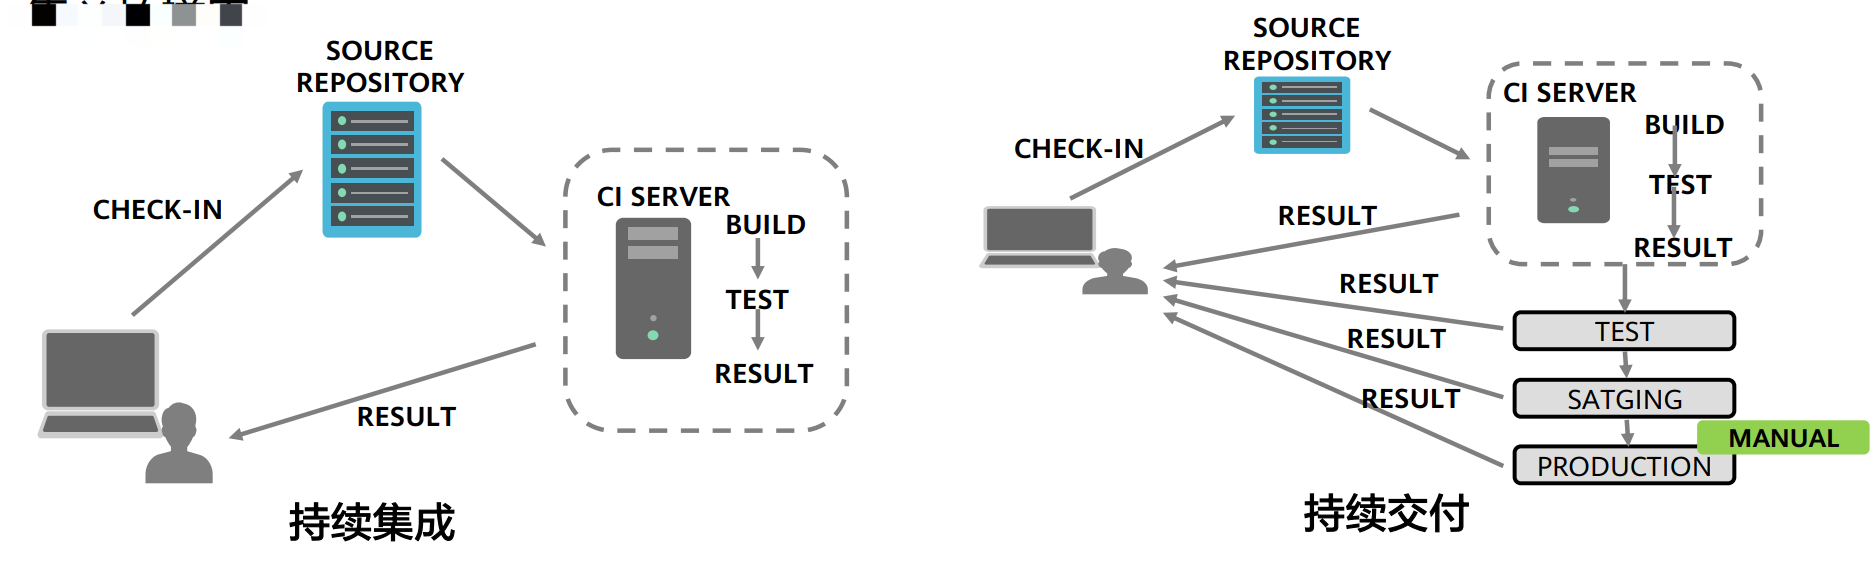 SOURCE
REPOSITORY
CHECK-IN
CI SERVER
BUILD
TEST
RESULT
RESULT
持续集成
SOURCE
REPOSITORY
CHECK-IN
CI SERVER
BUILD
TEST
RESULT
RESULT
RESULT
RESULT
RESULT
TEST
SATGING
MANUAL
PRODUCTION
持续交付